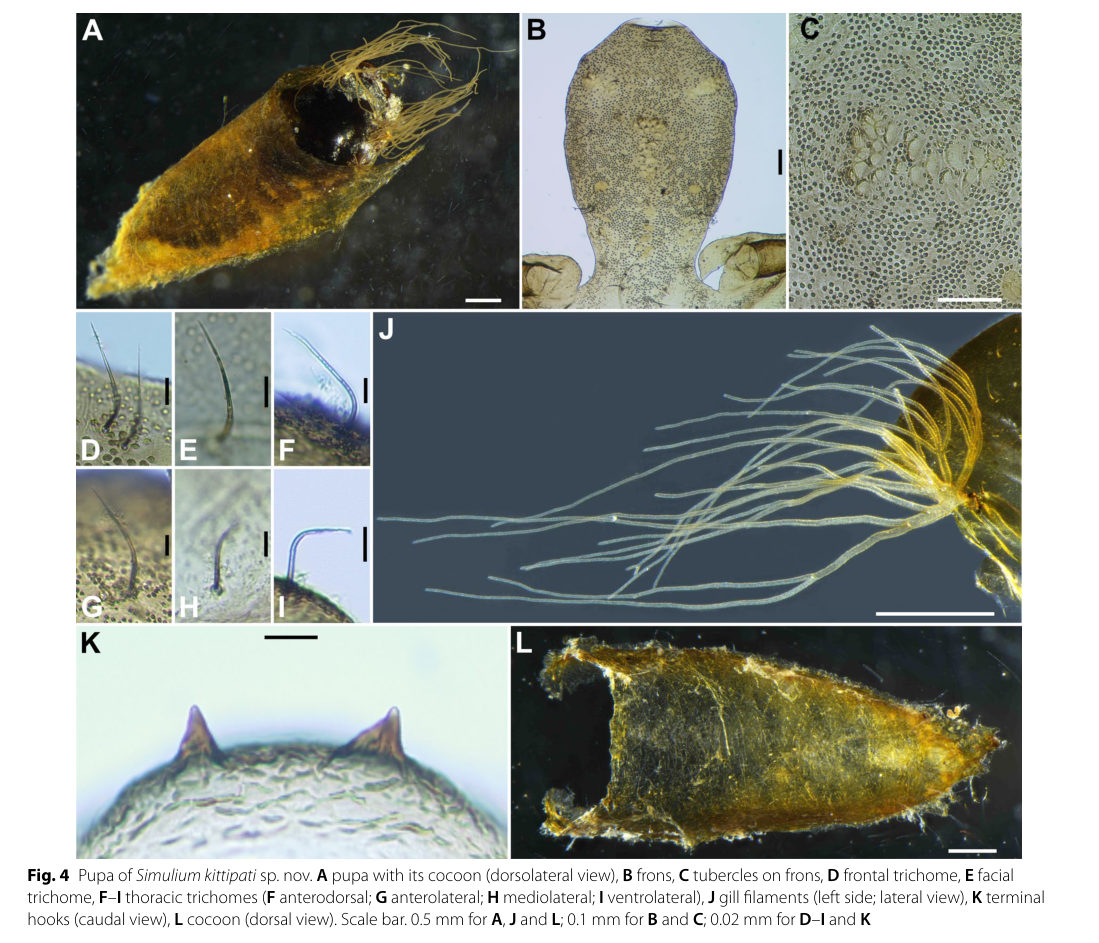 A
B
C
D
E
F
J
G
H
I
K
L
Fig. 4 Pupa of Simulium kittipati sp. nov. A pupa with its cocoon (dorsolateral view), B frons, C tubercles on frons, D frontal trichome, E facial
trichome, F–I thoracic trichomes (F anterodorsal; G anterolateral; H mediolateral; I ventrolateral), J gill filaments (left side; lateral view), K terminal
hooks (caudal view), L cocoon (dorsal view). Scale bar. 0.5 mm for A, J and L; 0.1 mm for B and C; 0.02 mm for D–I and K